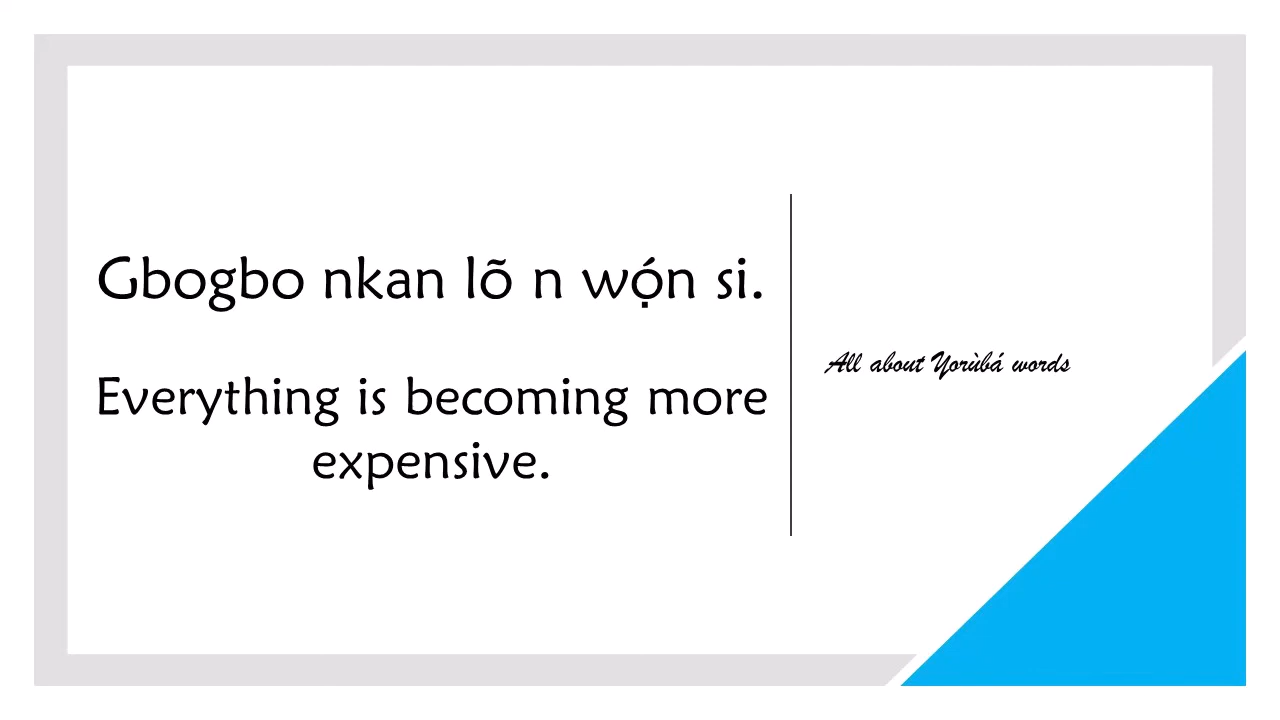 Gbogbo nkan lõ n wọ́n si.
Everything is becoming more
expensive.
All about Yorùbá words